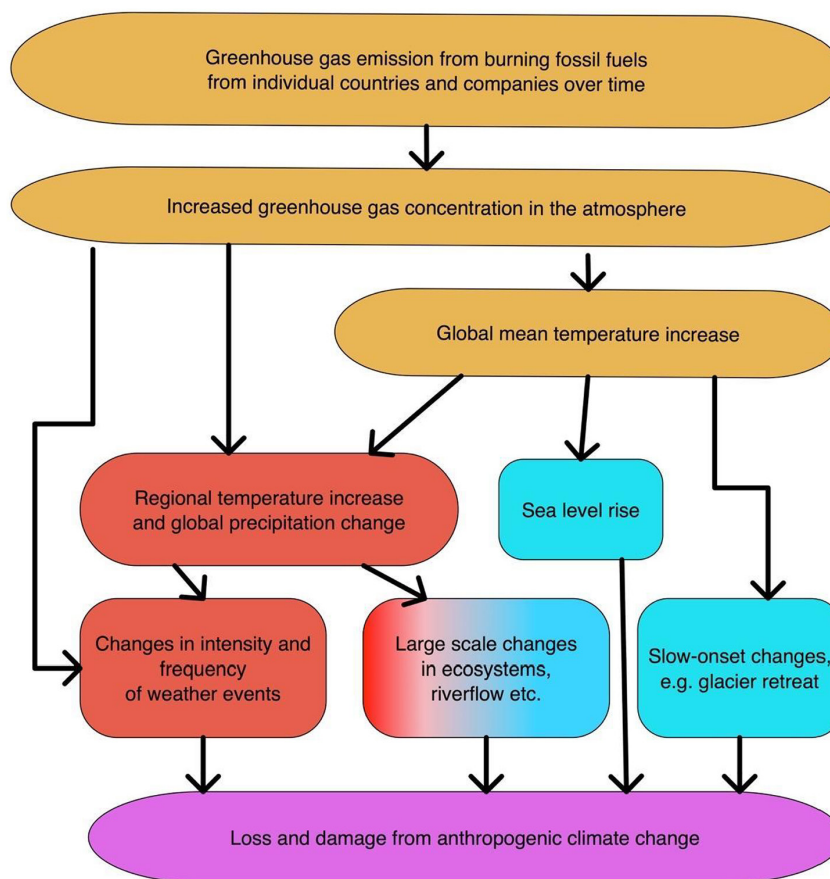 Greenhouse gas emission from burning fossil fuels
from individual countries and companies over time
Increased greenhouse gas concentration in the atmosphere
Global mean temperature increase
Regional temperature increase
and global precipitation change
Sea level rise
Changes in intensity and
frequency
of weather events
Large scale changes
in ecosystems,
riverflow etc.
Slow-onset changes,
e.g. glacier retreat
Loss and damage from anthropogenic climate change